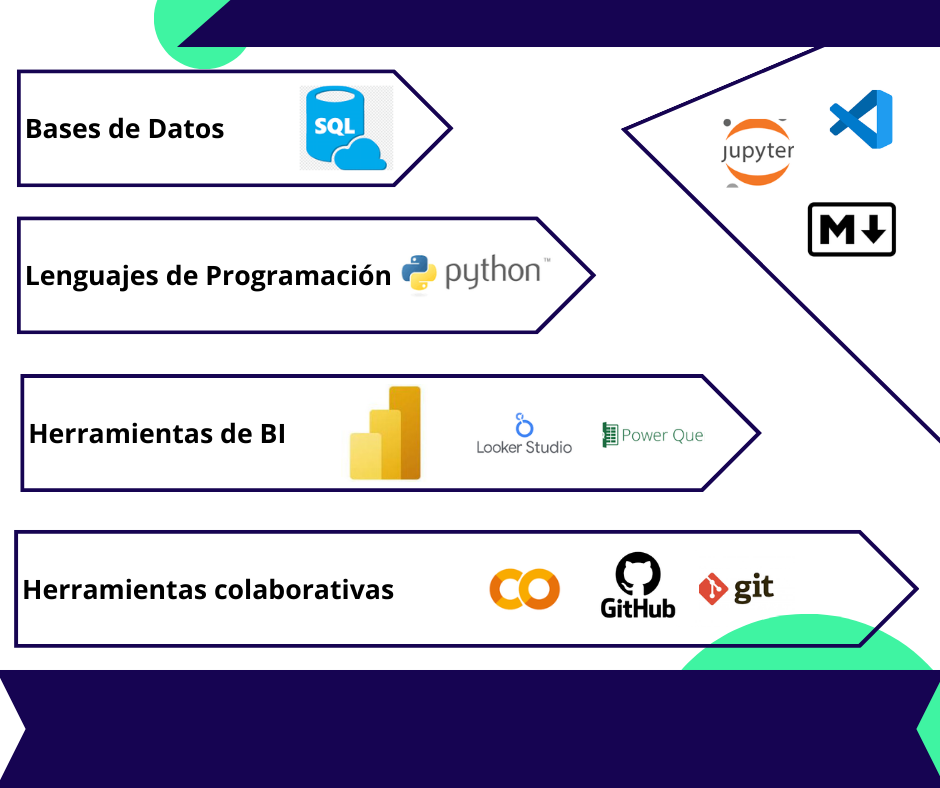 Bases de Datos
SQL
jupyter
M
Lenguajes de Programación
python™
Herramientas de BI
Looker Studio
Power Que
Herramientas colaborativas
GitHub
git